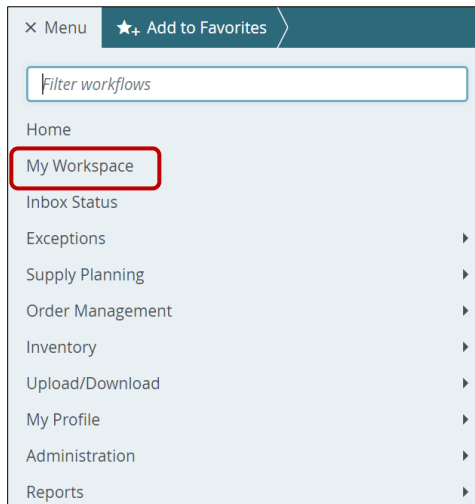 × Menu ★+ Add to Favorites
Filter workflows
Home
My Workspace
Inbox Status
Exceptions
Supply Planning
Order Management
Inventory
Upload/Download
My Profile
Administration
Reports